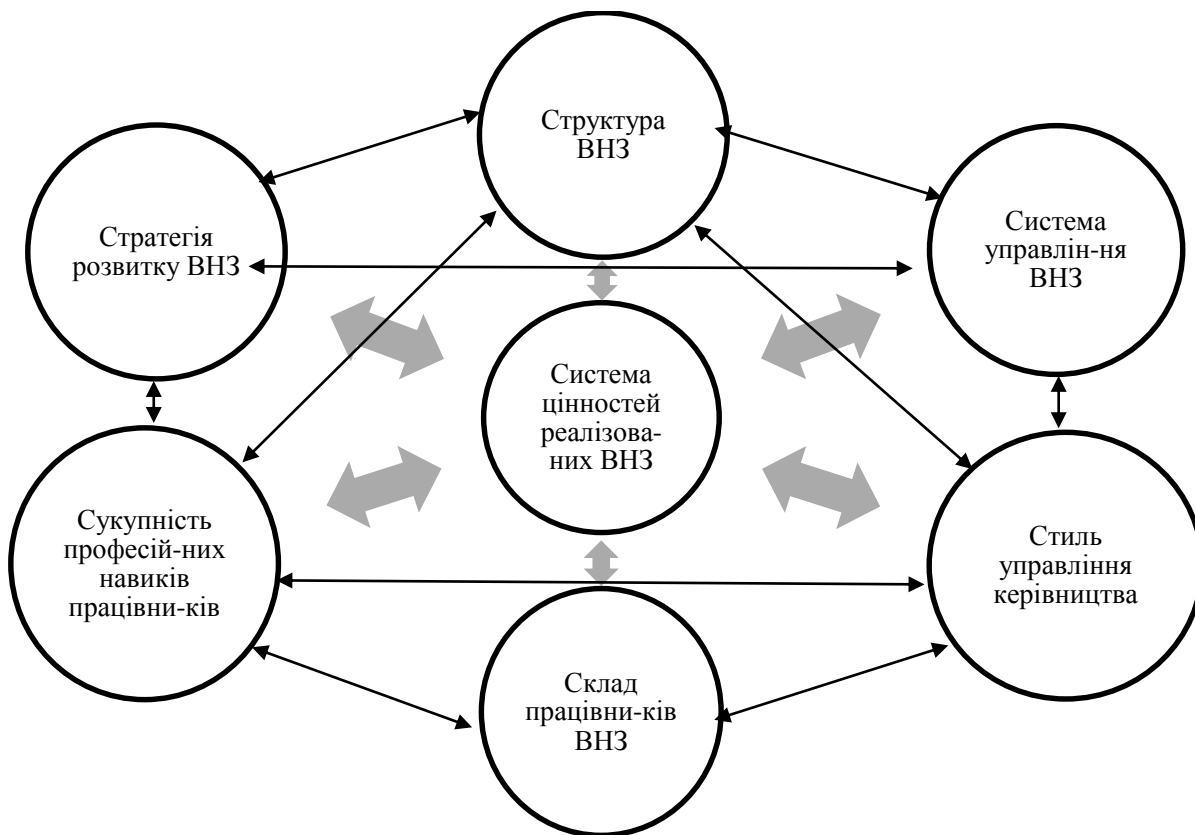 Структура
ВНЗ
Стратегія
розвитку ВНЗ
Система
управлін-ня
ВНЗ
Система
цінностей
реалізова-
них ВНЗ
Сукупність
професій-них
навиків
працівни-ків
Стиль
управління
керівництва
Склад
працівни-ків
ВНЗ